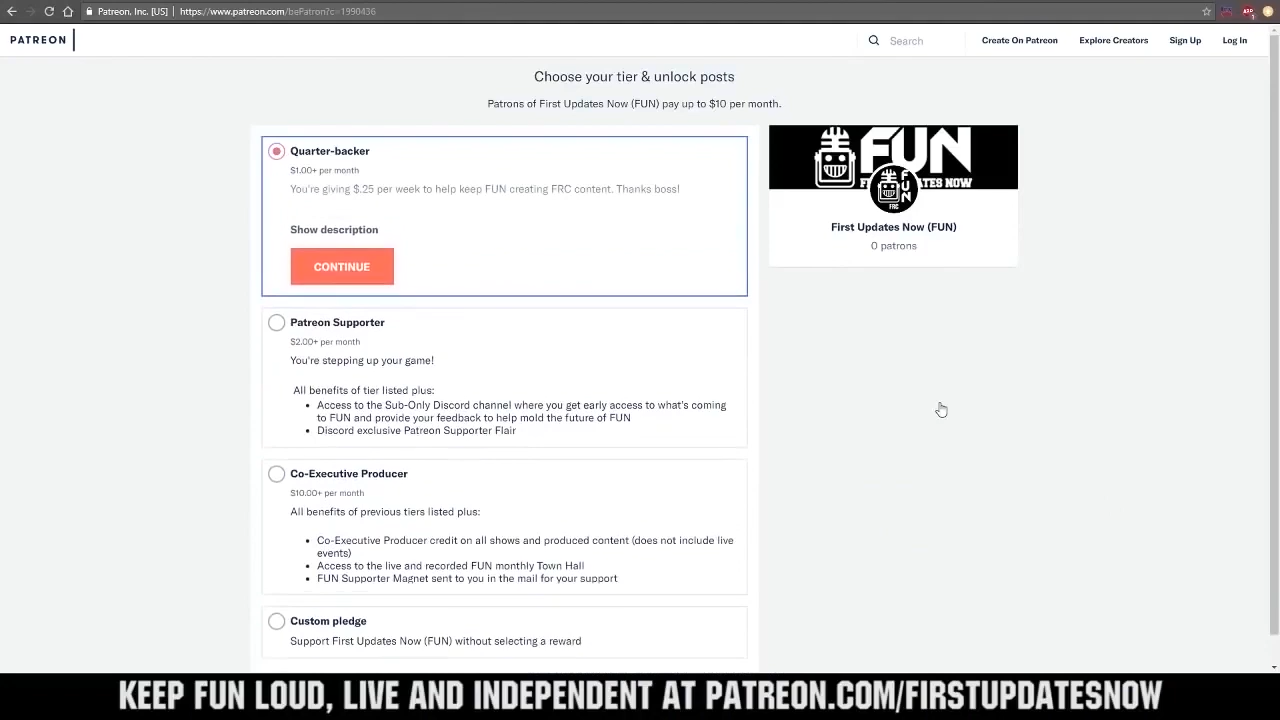 Patreon, Inc. [US] | https://www.patreon.com/bePatron?c=1990436
PATREON
Search
Create On Patreon
Explore Creators
Sign Up
Log In
Choose your tier & unlock posts
Patrons of First Updates Now (FUN) pay up to $10 per month.
Quarter-backer
$1.00+ per month
You're giving $.25 per week to help keep FUN creating FRC content. Thanks boss!
Show description
CONTINUE
Patreon Supporter
$2.00+ per month
You're stepping up your game!
All benefits of tier listed plus:
• Access to the Sub-Only Discord channel where you get early access to what's coming
to FUN and provide your feedback to help mold the future of FUN
• Discord exclusive Patreon Supporter Flair
Co-Executive Producer
$10.00+ per month
All benefits of previous tiers listed plus:
• Co-Executive Producer credit on all shows and produced content (does not include live
events)
• Access to the live and recorded FUN monthly Town Hall
• FUN Supporter Magnet sent to you in the mail for your support
Custom pledge
Support First Updates Now (FUN) without selecting a reward
FUN
FUN
FRC
First Updates Now (FUN)
0 patrons
KEEP FUN LOUD, LIVE AND INDEPENDENT AT PATREON.COM/FIRSTUPDATESNOW